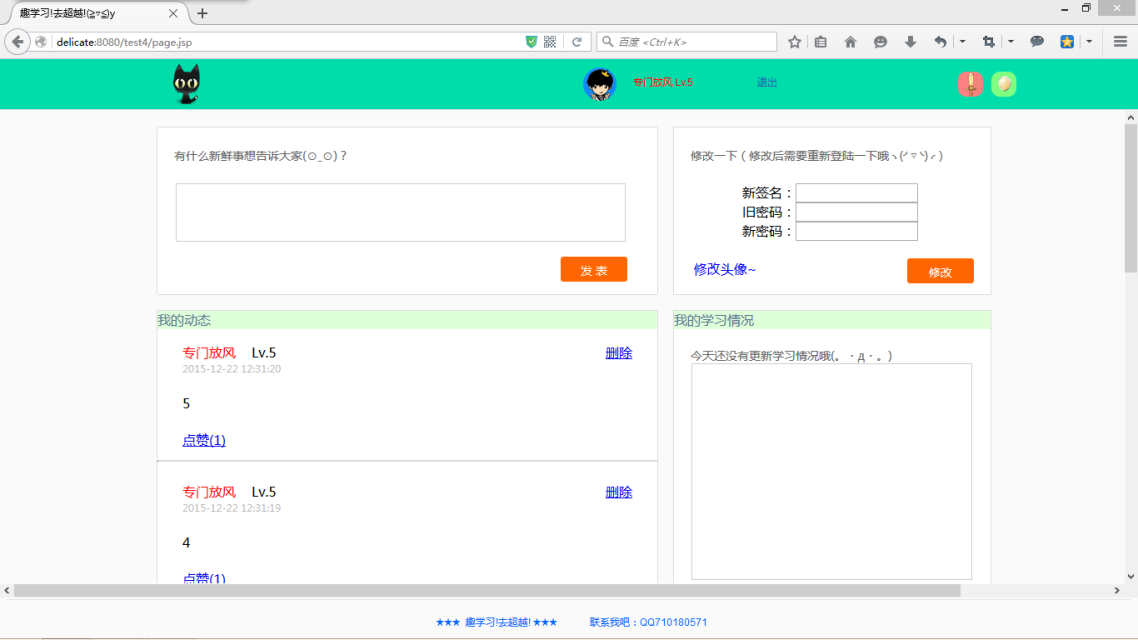 趣学习!去超越!(≧▽≦)y
delicate:8080/test4/page.jsp
百度 <Ctrl+K>
专门放风 Lv.5
退出
有什么新鲜事想告诉大家(⊙_⊙)？
发 表
修改一下（修改后需要重新登陆一下哦ヽ(ˊ▽ˋ)ノ）
新签名：
旧密码：
新密码：
修改头像~
修改
我的动态
专门放风 Lv.5
删除
2015-12-22 12:31:20
5
点赞(1)
专门放风 Lv.5
删除
2015-12-22 12:31:19
4
点赞(1)
我的学习情况
今天还没有更新学习情况哦(。・д・。)
★★★ 趣学习!去超越! ★★★
联系我吧：QQ710180571